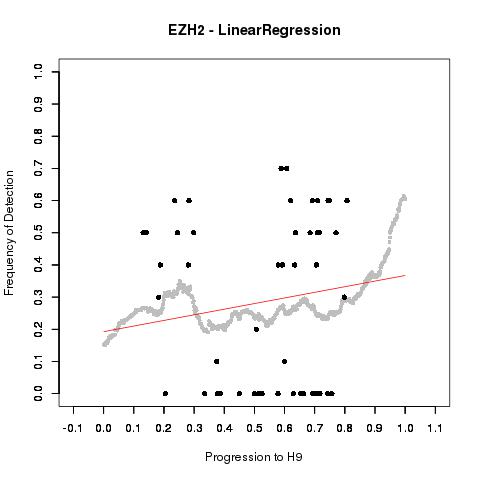 EZH2 - LinearRegression
Frequency of Detection
1.0
0.9
0.8
0.7
0.6
0.5
0.4
0.3
0.2
0.1
0.0
-0.1 0.0 0.1 0.2 0.3 0.4 0.5 0.6 0.7 0.8 0.9 1.0 1.1
Progression to H9